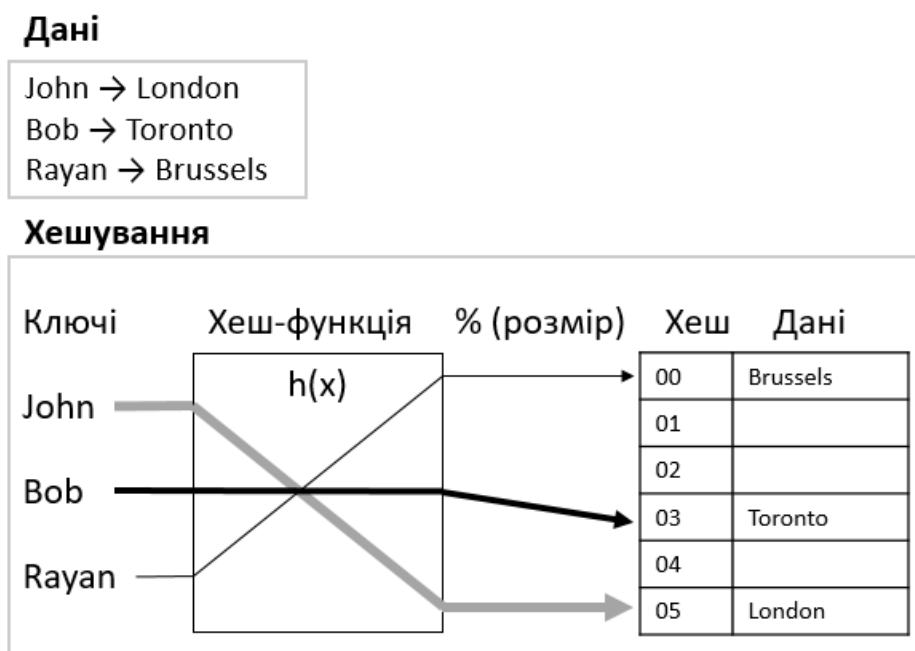 Дані
John → London
Bob → Toronto
Rayan → Brussels
Хешування
Ключі Хеш-функція % (розмір) Хеш Дані
h(x)
00 Brussels
John
01
02
Bob
03 Toronto
04
Rayan
05 London